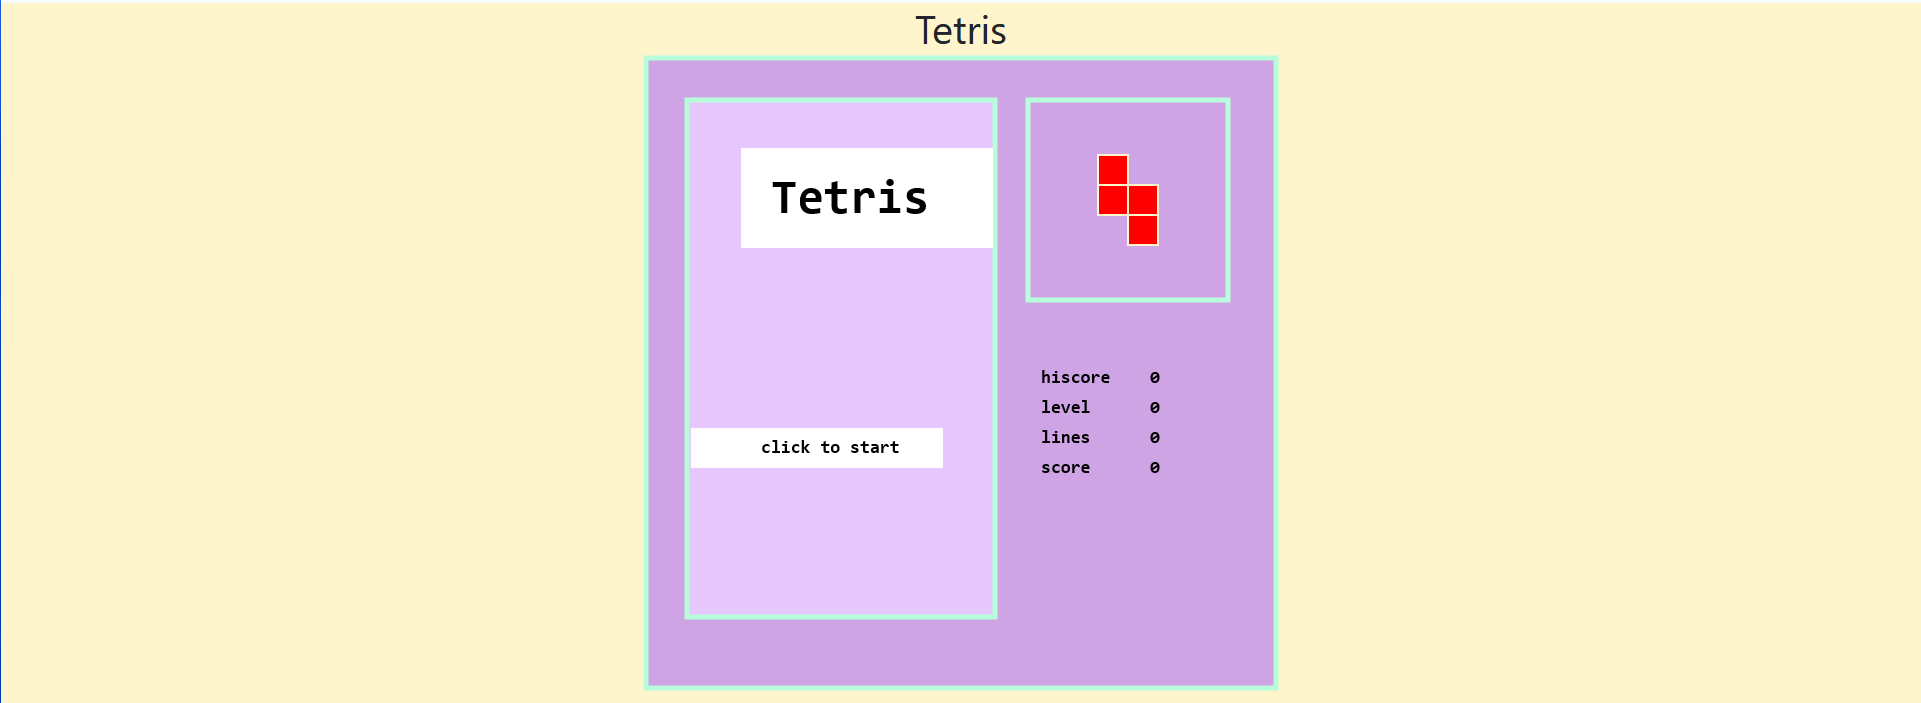 Tetris
Tetris
click to start
hiscore 0
level 0
lines 0
score 0